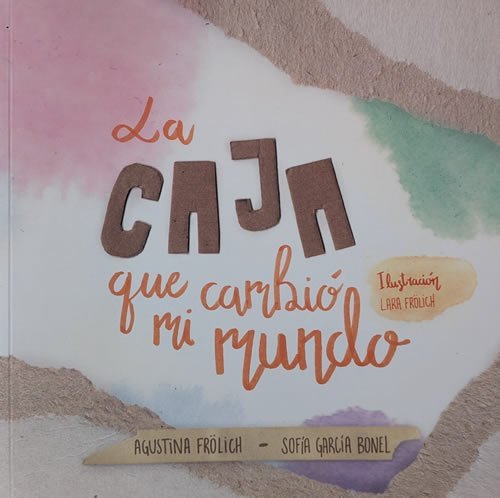 La
CAJA
que cambió
mi mundo
Ilustración
LARA FRÖLICH
AGUSTINA FRÖLICH - SOFÍA GARCÍA BONEL